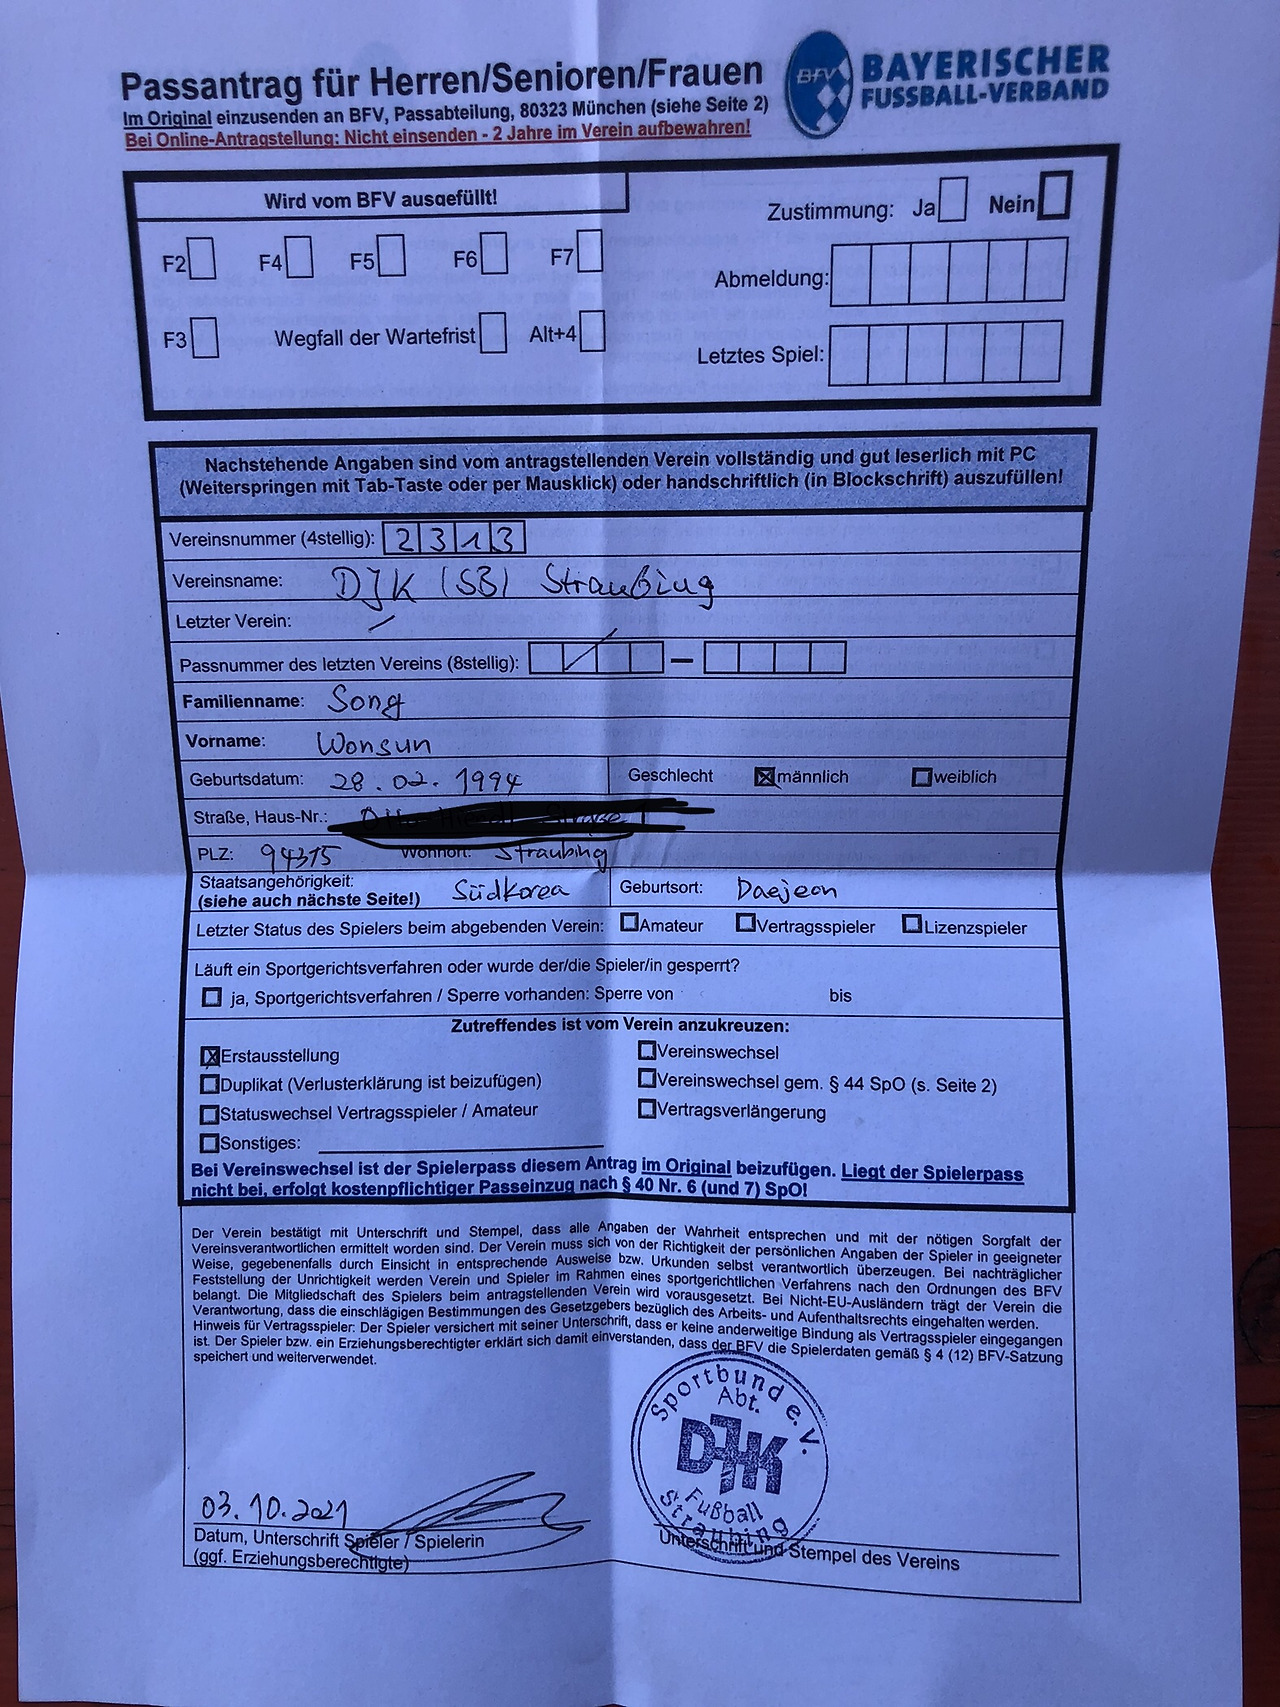 Passantrag für Herren/Senioren/Frauen
Im Original einzusenden an BFV, Passabteilung, 80323 München (siehe Seite 2)
Bei Online-Antragstellung: Nicht einsenden - 2 Jahre im Verein aufbewahren!
BFV BAYERISCHER
FUSSBALL-VERBAND
Wird vom BFV ausgefüllt!
Zustimmung: Ja Nein
F2 F4 F5 F6 F7
Abmeldung:
F3 Wegfall der Wartefrist Alt+4
Letztes Spiel:
Nachstehende Angaben sind vom antragstellenden Verein vollständig und gut leserlich mit PC
(Weiterspringen mit Tab-Taste oder per Mausklick) oder handschriftlich (in Blockschrift) auszufüllen!
Vereinsnummer (4stellig): 2313
Vereinsname: DJK (SB) Straubing
Letzter Verein: /
Passnummer des letzten Vereins (8stellig): / –
Familienname: Song
Vorname: Wonsun
Geburtsdatum: 28.02.1994 Geschlecht männlich weiblich
Straße, Haus-Nr.:
PLZ: 94315 Wohnort: Straubing
Staatsangehörigkeit:
(siehe auch nächste Seite!) Südkorea Geburtsort: Daejeon
Letzter Status des Spielers beim abgebenden Verein: Amateur Vertragsspieler Lizenzspieler
Läuft ein Sportgerichtsverfahren oder wurde der/die Spieler/in gesperrt?
ja, Sportgerichtsverfahren / Sperre vorhanden: Sperre von bis
Zutreffendes ist vom Verein anzukreuzen:
Erstausstellung Vereinswechsel
Duplikat (Verlusterklärung ist beizufügen) Vereinswechsel gem. § 44 SpO (s. Seite 2)
Statuswechsel Vertragsspieler / Amateur Vertragsverlängerung
Sonstiges:
Bei Vereinswechsel ist der Spielerpass diesem Antrag im Original beizufügen. Liegt der Spielerpass
nicht bei, erfolgt kostenpflichtiger Passeinzug nach § 40 Nr. 6 (und 7) SpO!
Der Verein bestätigt mit Unterschrift und Stempel, dass alle Angaben der Wahrheit entsprechen und mit der nötigen Sorgfalt der
Vereinsverantwortlichen ermittelt worden sind. Der Verein muss sich von der Richtigkeit der persönlichen Angaben der Spieler in geeigneter
Weise, gegebenenfalls durch Einsicht in entsprechende Ausweise bzw. Urkunden selbst verantwortlich überzeugen. Bei nachträglicher
Feststellung der Unrichtigkeit werden Verein und Spieler im Rahmen eines sportgerichtlichen Verfahrens nach den Ordnungen des BFV
belangt. Die Mitgliedschaft des Spielers beim antragstellenden Verein wird vorausgesetzt. Bei Nicht-EU-Ausländern trägt der Verein die
Verantwortung, dass die einschlägigen Bestimmungen des Gesetzgebers bezüglich des Arbeits- und Aufenthaltsrechts eingehalten werden.
Hinweis für Vertragsspieler: Der Spieler versichert mit seiner Unterschrift, dass er keine anderweitige Bindung als Vertragsspieler eingegangen
ist. Der Spieler bzw. ein Erziehungsberechtigter erklärt sich damit einverstanden, dass der BFV die Spielerdaten gemäß § 4 (12) BFV-Satzung
speichert und weiterverwendet.
Sportbund e.V.
Abt.
DJK
Fußball
Straubing
03.10.2021
Datum, Unterschrift Spieler / Spielerin
(ggf. Erziehungsberechtigte)
Unterschrift und Stempel des Vereins